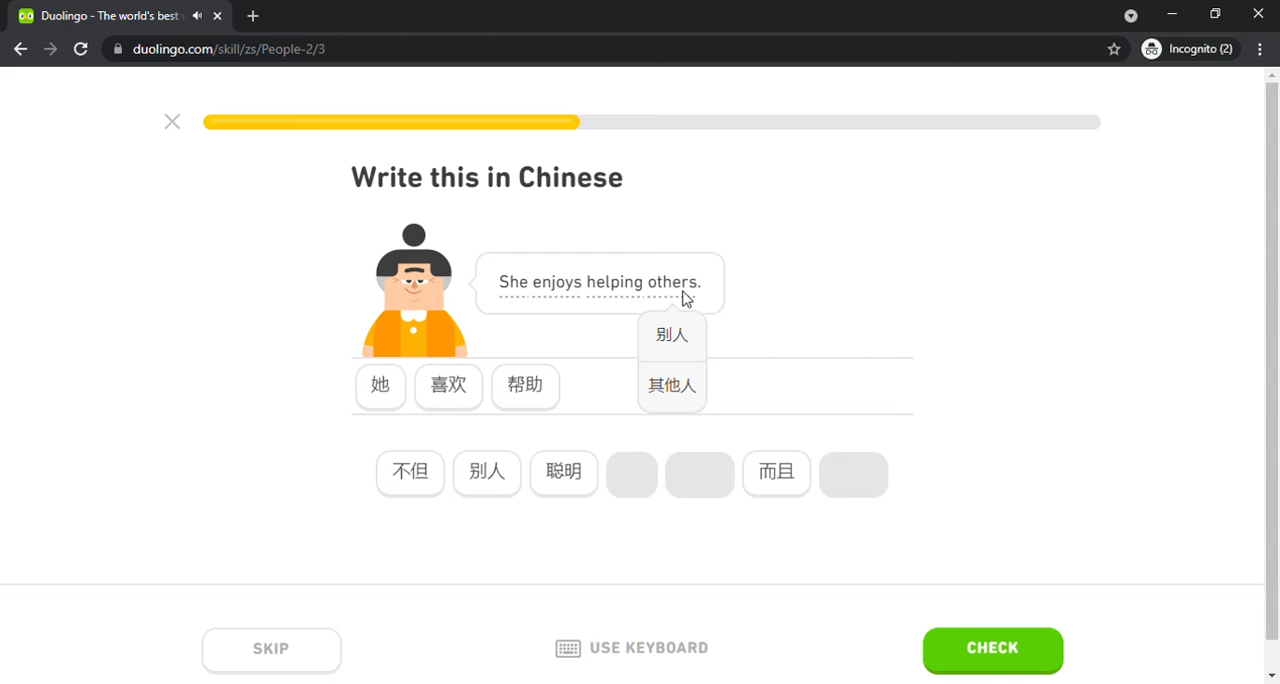 Duolingo - The world's best
duolingo.com/skill/zs/People-2/3
Incognito (2)
Write this in Chinese
She enjoys helping others.
别人
其他人
她 喜欢 帮助
不但 别人 聪明 而且
SKIP
USE KEYBOARD
CHECK